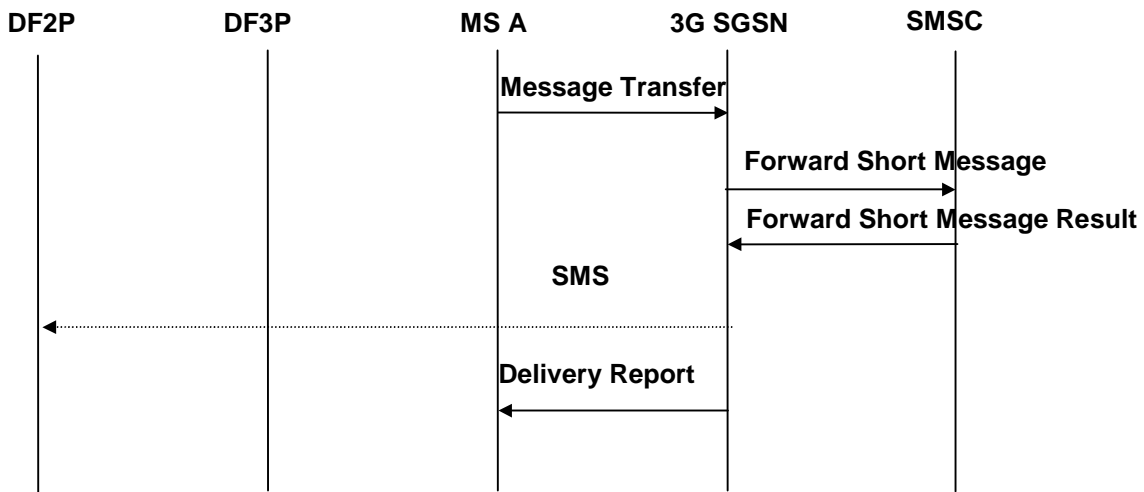 DF2P DF3P MS A 3G SGSN SMSC
Message Transfer
Forward Short Message
Forward Short Message Result
SMS
Delivery Report